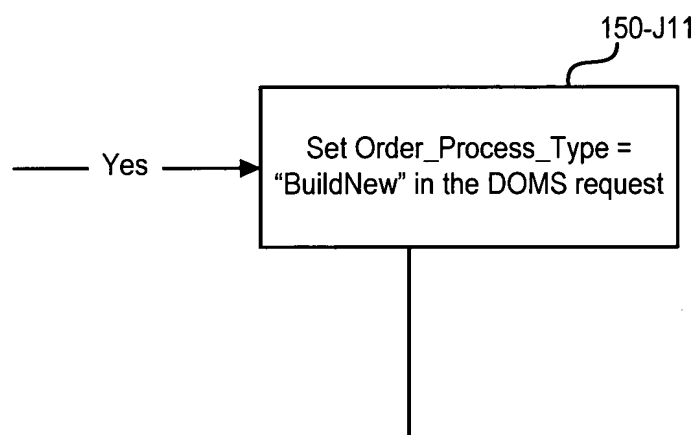 150-J11
Yes
Set Order_Process_Type =
“BuildNew” in the DOMS request